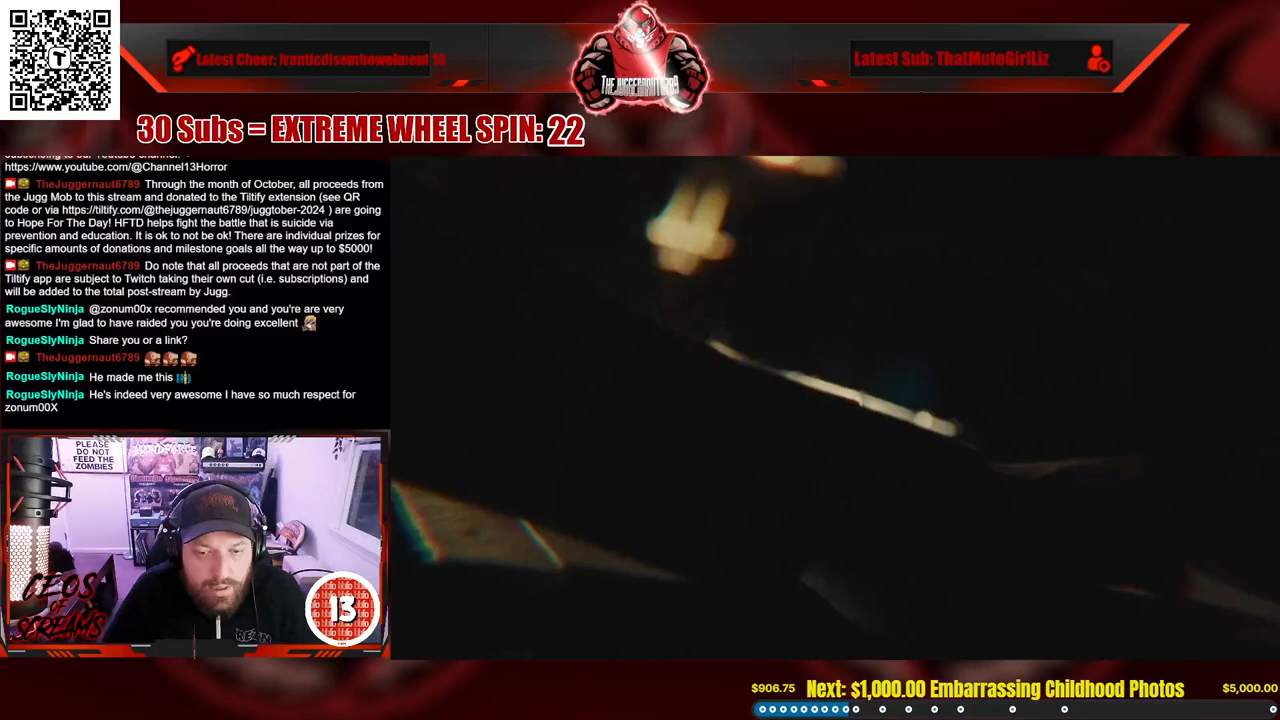 Latest Cheer: franticdisembowelment 13
THEJUGGERNAUT6789
Latest Sub: ThatMuteGirlLiz
30 Subs = EXTREME WHEEL SPIN: 22
https://www.youtube.com/@Channel13Horror
TheJuggernaut6789 Through the month of October, all proceeds from
the Jugg Mob to this stream and donated to the Tiltify extension (see QR
code or via https://tiltify.com/@thejuggernaut6789/juggtober-2024 ) are going
to Hope For The Day! HFTD helps fight the battle that is suicide via
prevention and education. It is ok to not be ok! There are individual prizes for
specific amounts of donations and milestone goals all the way up to $5000!
TheJuggernaut6789 Do note that all proceeds that are not part of the
Tiltify app are subject to Twitch taking their own cut (i.e. subscriptions) and
will be added to the total post-stream by Jugg.
RogueSlyNinja @zonum00x recommended you and you're are very
awesome I'm glad to have raided you you're doing excellent
RogueSlyNinja Share you or a link?
TheJuggernaut6789
RogueSlyNinja He made me this
RogueSlyNinja He's indeed very awesome I have so much respect for
zonum00X
PLEASE
DO NOT
FEED THE
ZOMBIES
CEOS
OF
SCREAMS
13
$906.75 Next: $1,000.00 Embarrassing Childhood Photos $5,000.00